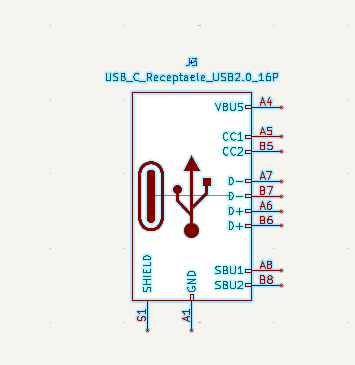 J3
USB_C_Receptacle_USB2.0_16P
VBUS A4
CC1 A5
CC2 B5
D- A7
D- B7
D+ A6
D+ B6
SBU1 A8
SBU2 B8
SHIELD
GND
S1
A1